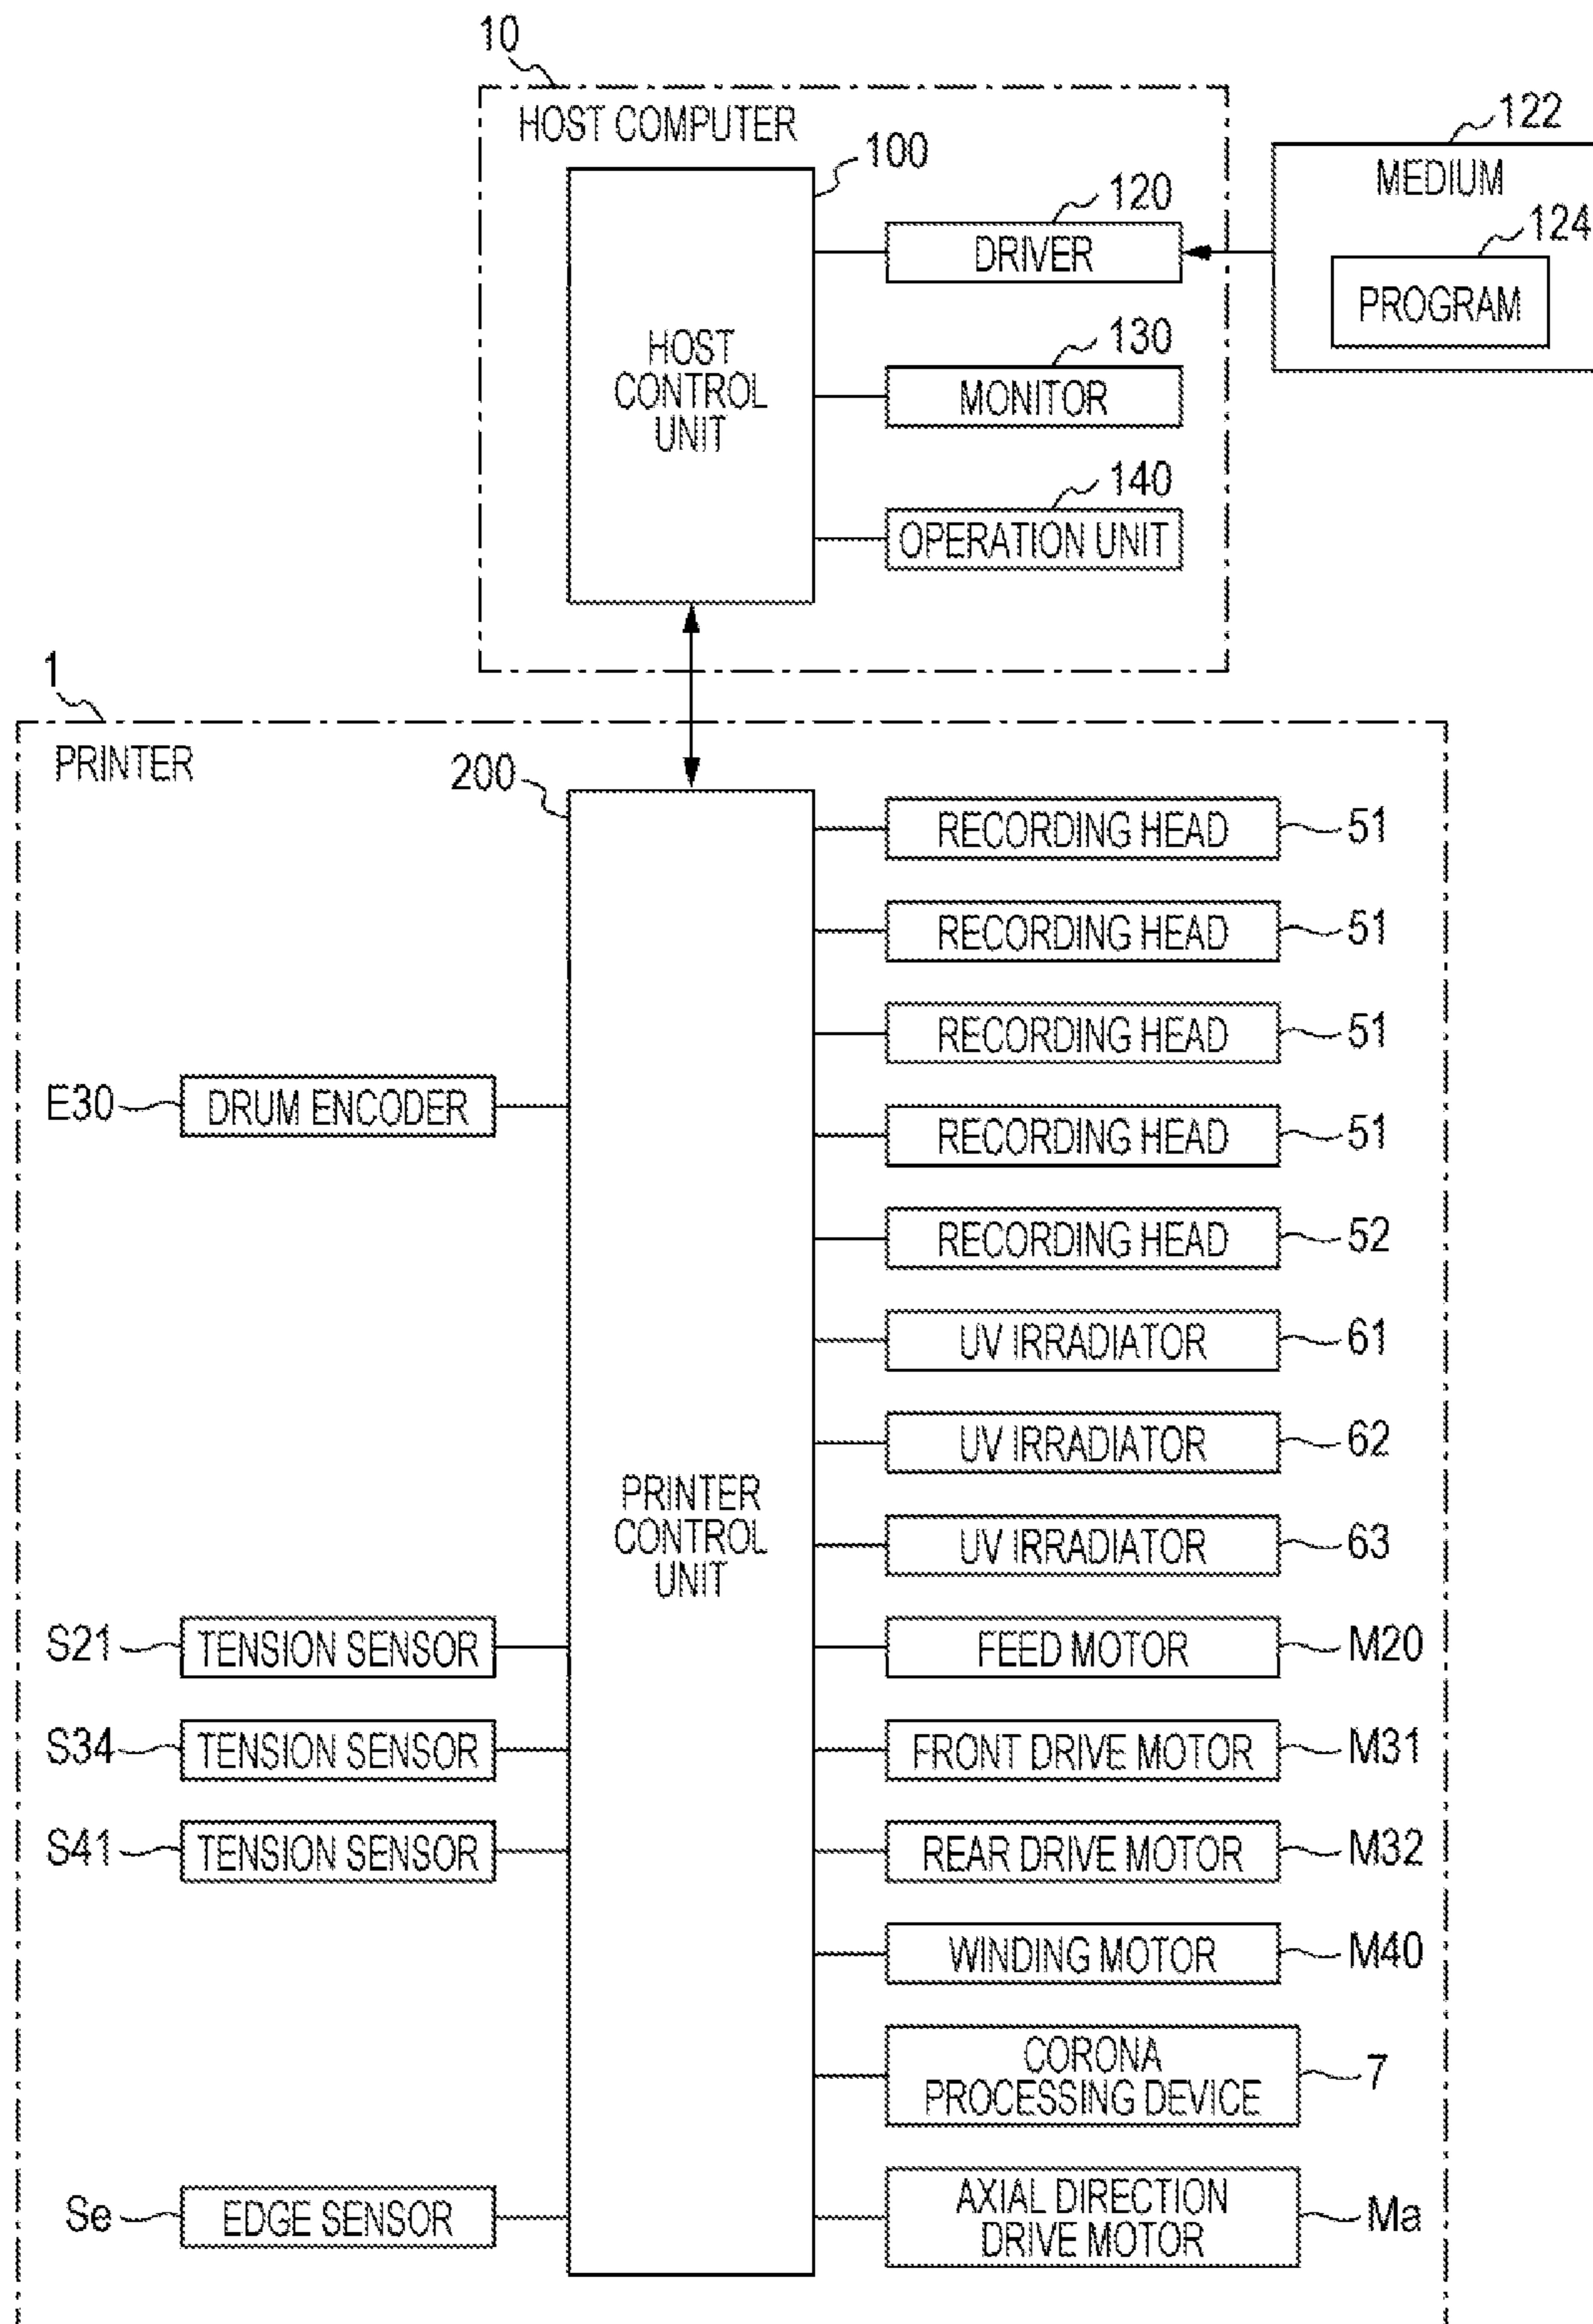 10
HOST COMPUTER
100
122
MEDIUM
120
124
DRIVER
PROGRAM
HOST
CONTROL
UNIT
130
MONITOR
140
OPERATION UNIT
1
PRINTER
200
RECORDING HEAD 51
RECORDING HEAD 51
RECORDING HEAD 51
E30 DRUM ENCODER
RECORDING HEAD 51
RECORDING HEAD 52
UV IRRADIATOR 61
UV IRRADIATOR 62
PRINTER
CONTROL
UNIT
UV IRRADIATOR 63
S21 TENSION SENSOR
FEED MOTOR M20
S34 TENSION SENSOR
FRONT DRIVE MOTOR M31
S41 TENSION SENSOR
REAR DRIVE MOTOR M32
WINDING MOTOR M40
CORONA
PROCESSING DEVICE 7
Se EDGE SENSOR
AXIAL DIRECTION
DRIVE MOTOR Ma